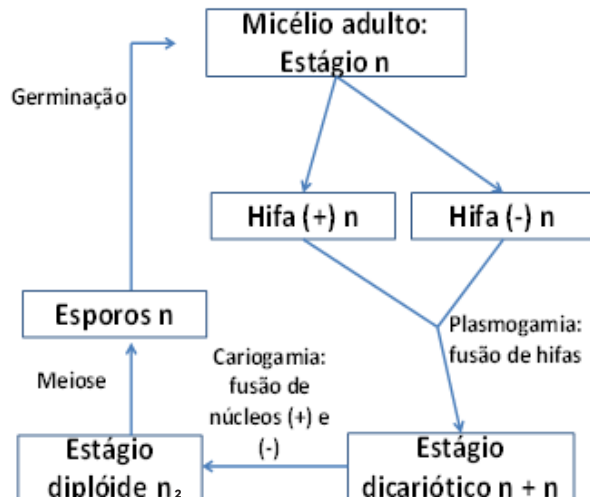 Micélio adulto:
Estágio n
Germinação
Hifa (+) n
Hifa (-) n
Esporos n
Plasmogamia:
fusão de hifas
Cariogamia:
fusão de
núcleos (+) e
(-)
Meiose
Estágio
diplóide n₂
Estágio
dicariótico n + n